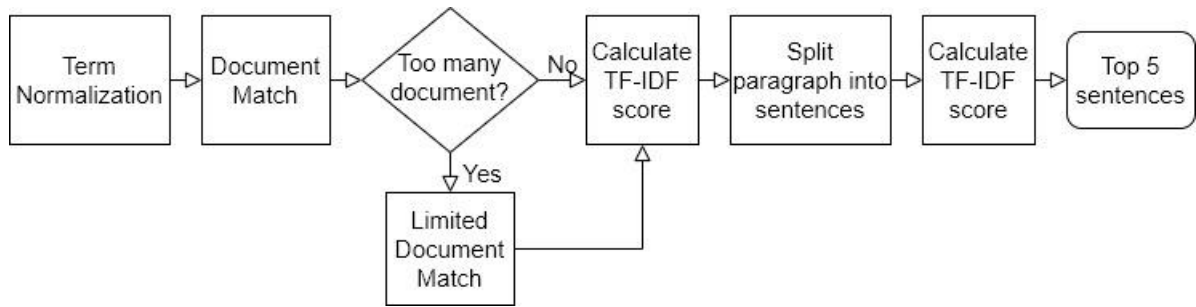 Term
Normalization
Document
Match
Too many
document?
No
Yes
Limited
Document
Match
Calculate
TF-IDF
score
Split
paragraph into
sentences
Calculate
TF-IDF
score
Top 5
sentences